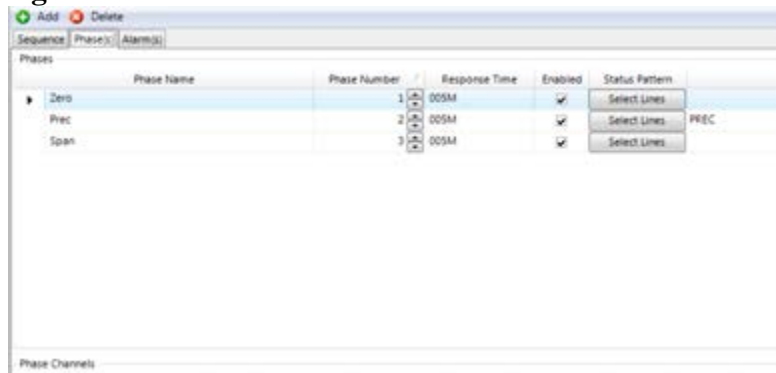 g
Add Delete
Sequence Phase(s) Alarm(s)
Phases
Phase Name Phase Number Response Time Enabled Status Pattern
Zero 1 005M Select Lines
Prec 2 005M Select Lines PREC
Span 3 005M Select Lines
Phase Channels